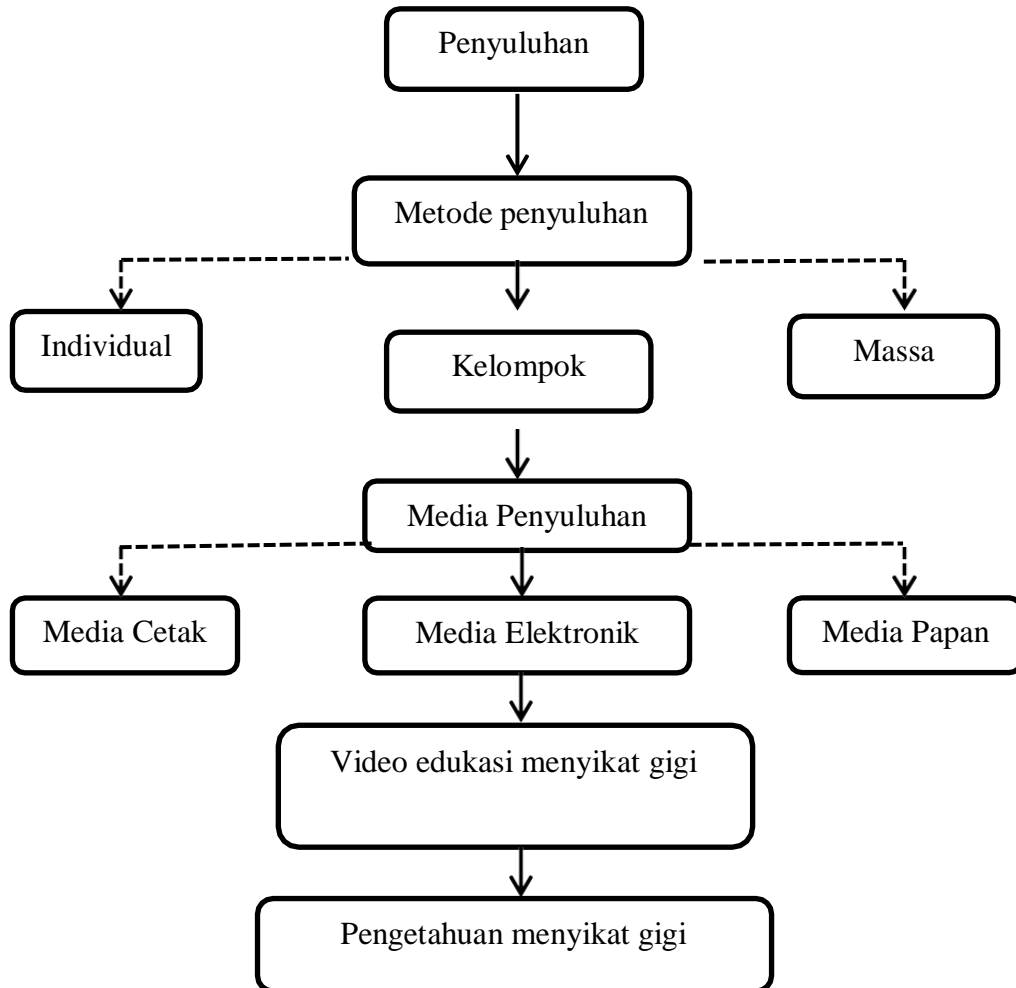 Penyuluhan
Metode penyuluhan
Individual
Kelompok
Massa
Media Penyuluhan
Media Cetak
Media Elektronik
Media Papan
Video edukasi menyikat gigi
Pengetahuan menyikat gigi